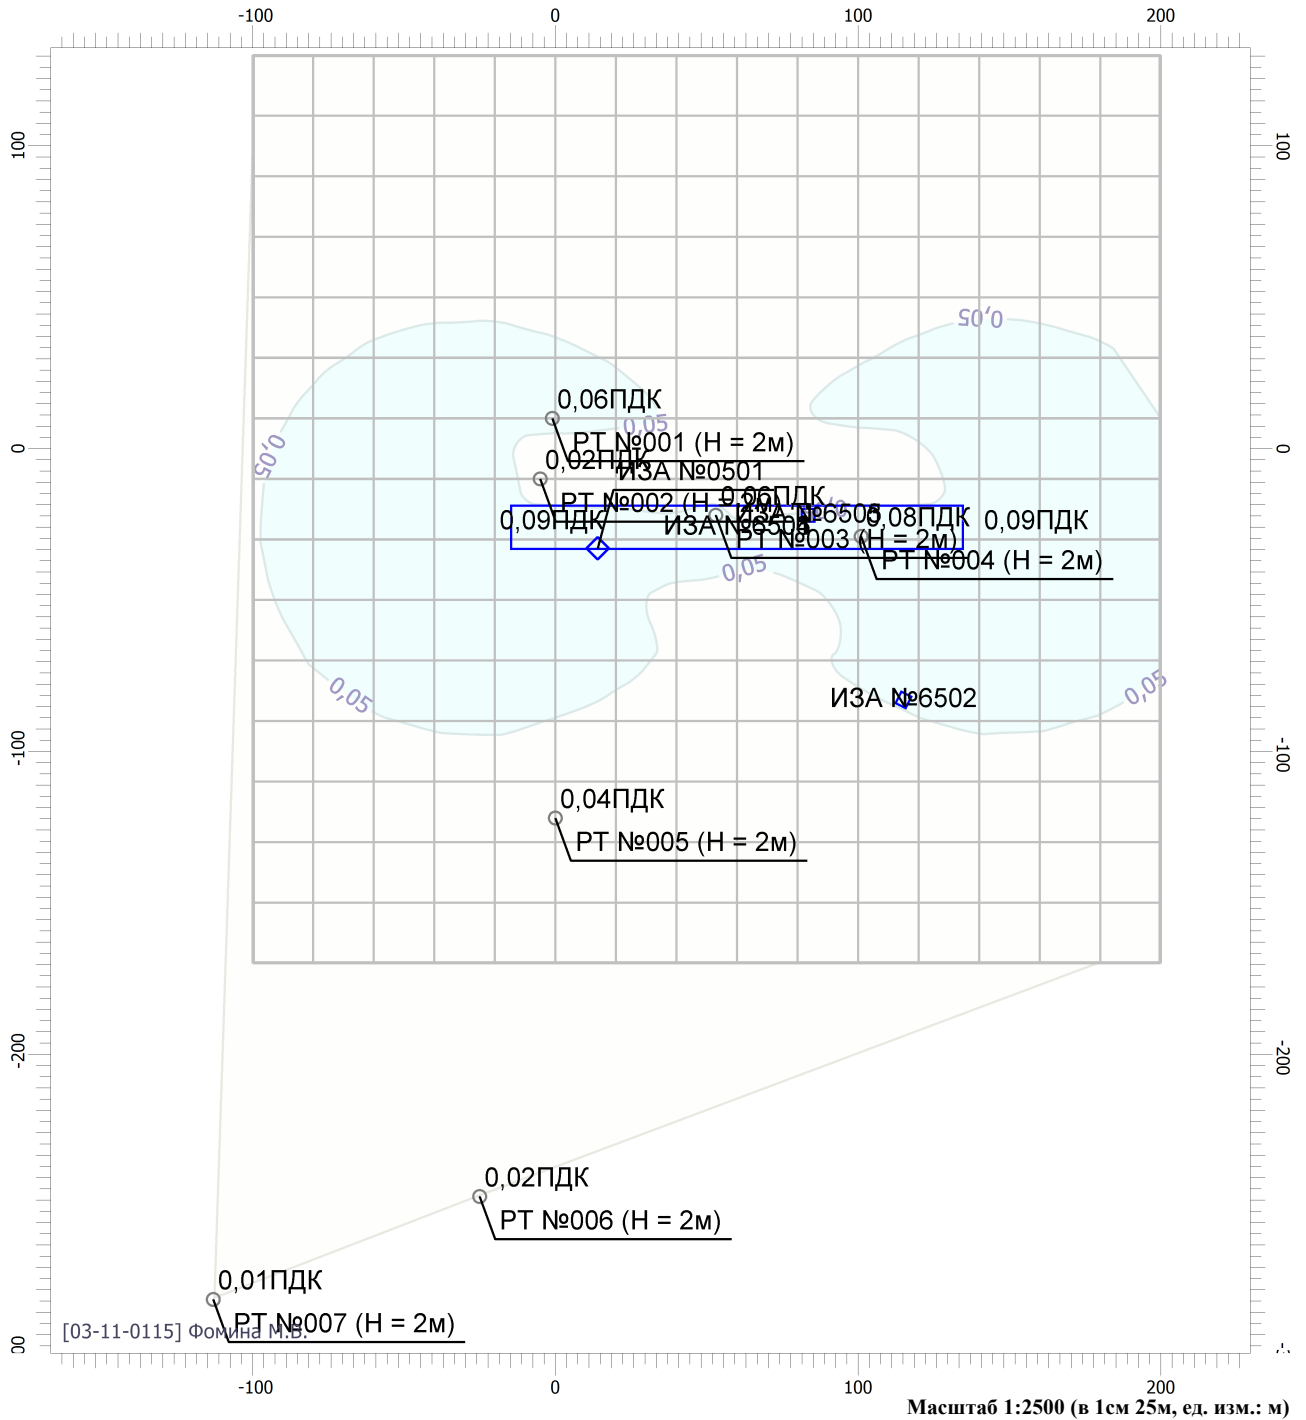 -100 0 100 200
100
100
0,05
0,06ПДК
0,05
РТ №001 (H = 2м)
0
0,05
0
0,02ПДК
ИЗА №0501
0,06ПДК
РТ №002 (H = 2м)
0,09ПДК
0,08ПДК
0,09ПДК
РТ №003 (H = 2м)
РТ №004 (H = 2м)
0,05
0,05
0,05
ИЗА №6502
-100
-100
0,04ПДК
РТ №005 (H = 2м)
-200
-200
0,02ПДК
РТ №006 (H = 2м)
0,01ПДК
РТ №007 (H = 2м)
[03-11-0115] Фомина М.В.
-100 0 100 200
Масштаб 1:2500 (в 1см 25м, ед. изм.: м)